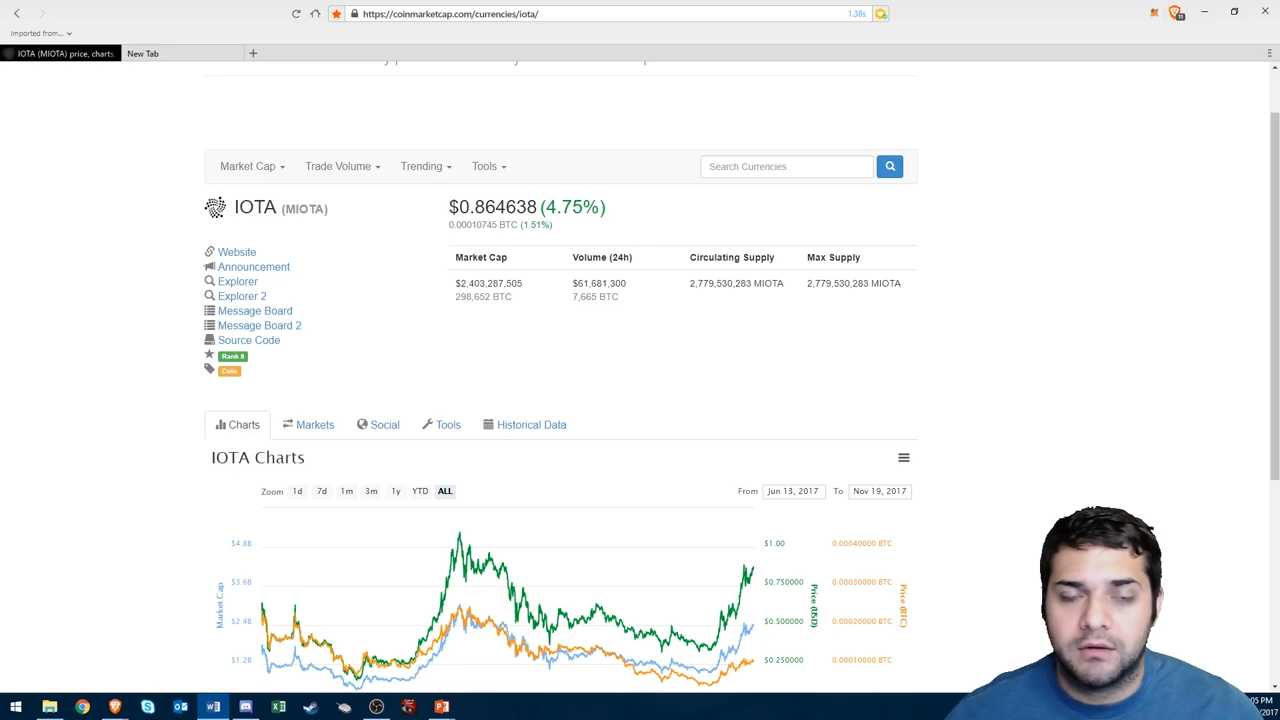 https://coinmarketcap.com/currencies/iota/
1.38s
11
Imported from...
IOTA (MIOTA) price, charts,
New Tab
Market Cap
Trade Volume
Trending
Tools
Search Currencies
IOTA (MIOTA)
$0.864638 (4.75%)
0.00010745 BTC (1.51%)
Website
Announcement
Explorer
Explorer 2
Message Board
Message Board 2
Source Code
Rank 8
Coin
Market Cap
Volume (24h)
Circulating Supply
Max Supply
$2,403,287,505
$61,681,300
2,779,530,283 MIOTA
2,779,530,283 MIOTA
298,652 BTC
7,665 BTC
Charts
Markets
Social
Tools
Historical Data
IOTA Charts
Zoom
1d
7d
1m
3m
1y
YTD
ALL
From
Jun 13, 2017
To
Nov 19, 2017
$4.8B
$3.6B
$2.4B
$1.2B
Market Cap
$1.00
$0.750000
$0.500000
$0.250000
Price (USD)
0.00040000 BTC
0.00030000 BTC
0.00020000 BTC
0.00010000 BTC
Price (BTC)